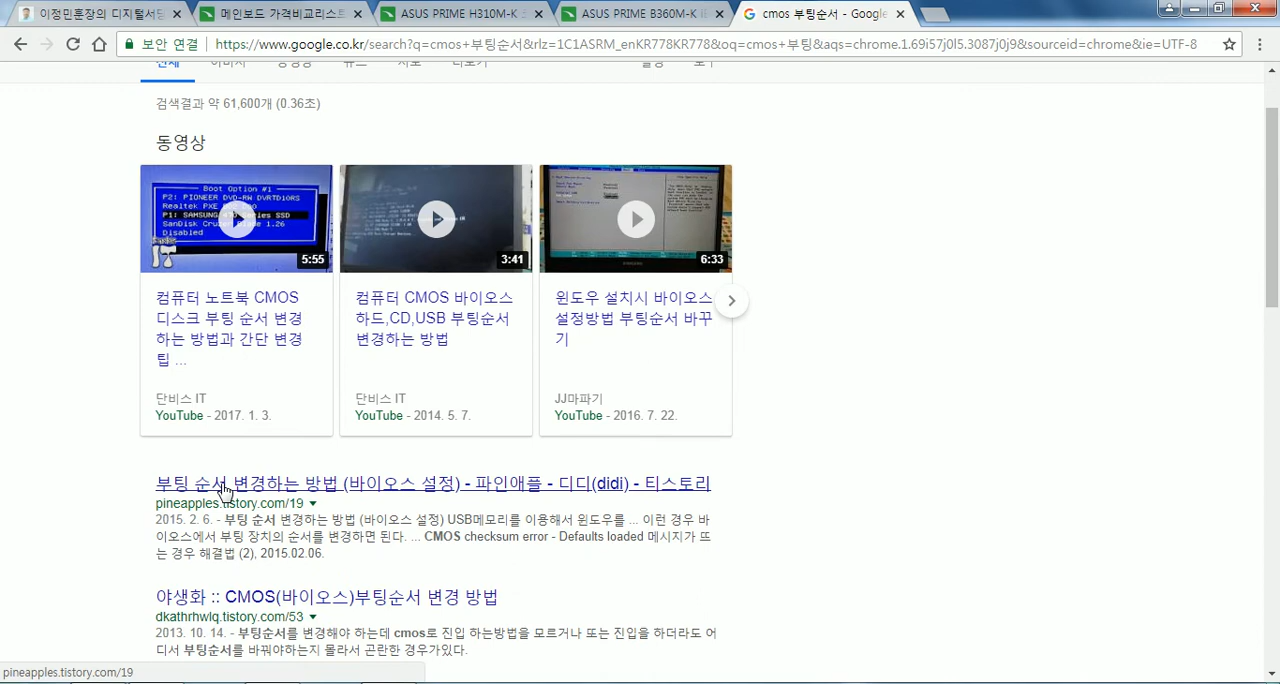 이정민훈장의 디지털서당
메인보드 가격비교리스트
ASUS PRIME H310M-K
ASUS PRIME B360M-K
cmos 부팅순서 - Google
보안 연결
https://www.google.co.kr/search?q=cmos+부팅순서&rlz=1C1ASRM_enKR778KR778&oq=cmos+부팅&aqs=chrome.1.69i57j0l5.3087j0j9&sourceid=chrome&ie=UTF-8
검색결과 약 61,600개 (0.36초)
동영상
Boot Option #1
P2: PIONEER DVD-RW DVRTD10RS
Realtek PXE
P1: SAMSUNG Series SSD
SanDisk Cruzer Blade 1.26
Disabled
5:55
3:41
6:33
컴퓨터 노트북 CMOS
디스크 부팅 순서 변경
하는 방법과 간단 변경
팁 ...
단비스 IT
YouTube - 2017. 1. 3.
컴퓨터 CMOS 바이오스
하드,CD,USB 부팅순서
변경하는 방법
단비스 IT
YouTube - 2014. 5. 7.
윈도우 설치시 바이오스
설정방법 부팅순서 바꾸
기
JJ마파기
YouTube - 2016. 7. 22.
부팅 순서 변경하는 방법 (바이오스 설정) - 파인애플 - 디디(didi) - 티스토리
pineapples.tistory.com/19
2015. 2. 6. - 부팅 순서 변경하는 방법 (바이오스 설정) USB메모리를 이용해서 윈도우를 ... 이런 경우 바
이오스에서 부팅 장치의 순서를 변경하면 된다. ... CMOS checksum error - Defaults loaded 메시지가 뜨
는 경우 해결법 (2), 2015.02.06.
야생화 :: CMOS(바이오스)부팅순서 변경 방법
dkathrhwlq.tistory.com/53
2013. 10. 14. - 부팅순서를 변경해야 하는데 cmos로 진입 하는방법을 모르거나 또는 진입을 하더라도 어
디서 부팅순서를 바꿔야하는지 몰라서 곤란한 경우가있다.
pineapples.tistory.com/19